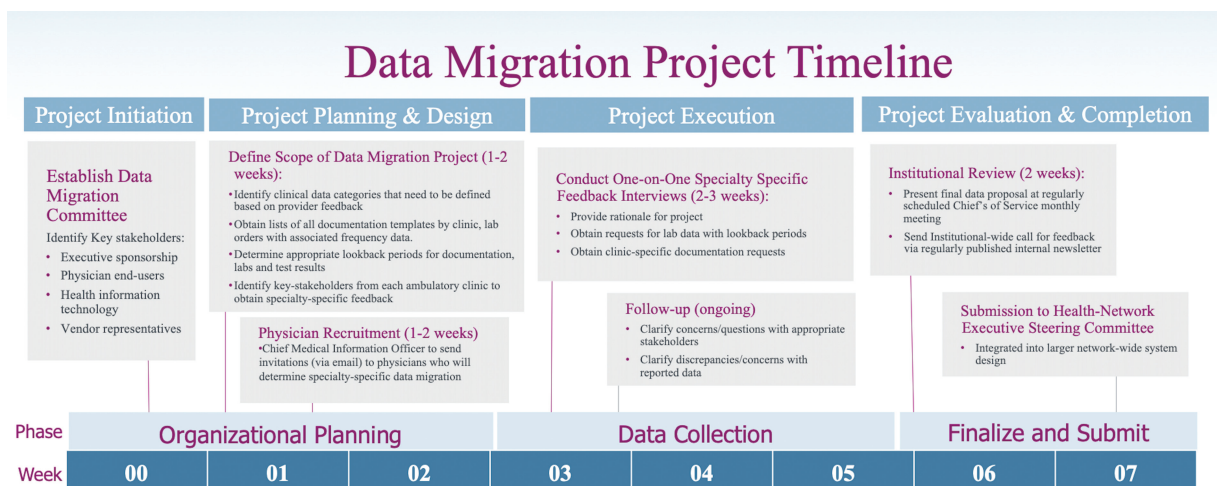 Data Migration Project Timeline
Project Initiation
Establish Data
Migration
Committee
Identify Key stakeholders:
• Executive sponsorship
• Physician end-users
• Health information
technology
• Vendor representatives
Project Planning & Design
Define Scope of Data Migration Project (1-2
weeks):
•Identify clinical data categories that need to be defined
based on provider feedback
•Obtain lists of all documentation templates by clinic, lab
orders with associated frequency data.
•Determine appropriate lookback periods for documentation,
labs and test results
•Identify key-stakeholders from each ambulatory clinic to
obtain specialty-specific feedback
Physician Recruitment (1-2 weeks)
•Chief Medical Information Officer to send
invitations (via email) to physicians who will
determine specialty-specific data migration
Project Execution
Conduct One-on-One Specialty Specific
Feedback Interviews (2-3 weeks):
• Provide rationale for project
• Obtain requests for lab data with lookback periods
• Obtain clinic-specific documentation requests
Follow-up (ongoing)
• Clarify concerns/questions with appropriate
stakeholders
• Clarify discrepancies/concerns with
reported data
Project Evaluation & Completion
Institutional Review (2 weeks):
• Present final data proposal at regularly
scheduled Chief's of Service monthly
meeting
• Send Institutional-wide call for feedback
via regularly published internal newsletter
Submission to Health-Network
Executive Steering Committee
• Integrated into larger network-wide system
design
Phase
Organizational Planning
Data Collection
Finalize and Submit
Week
00
01
02
03
04
05
06
07